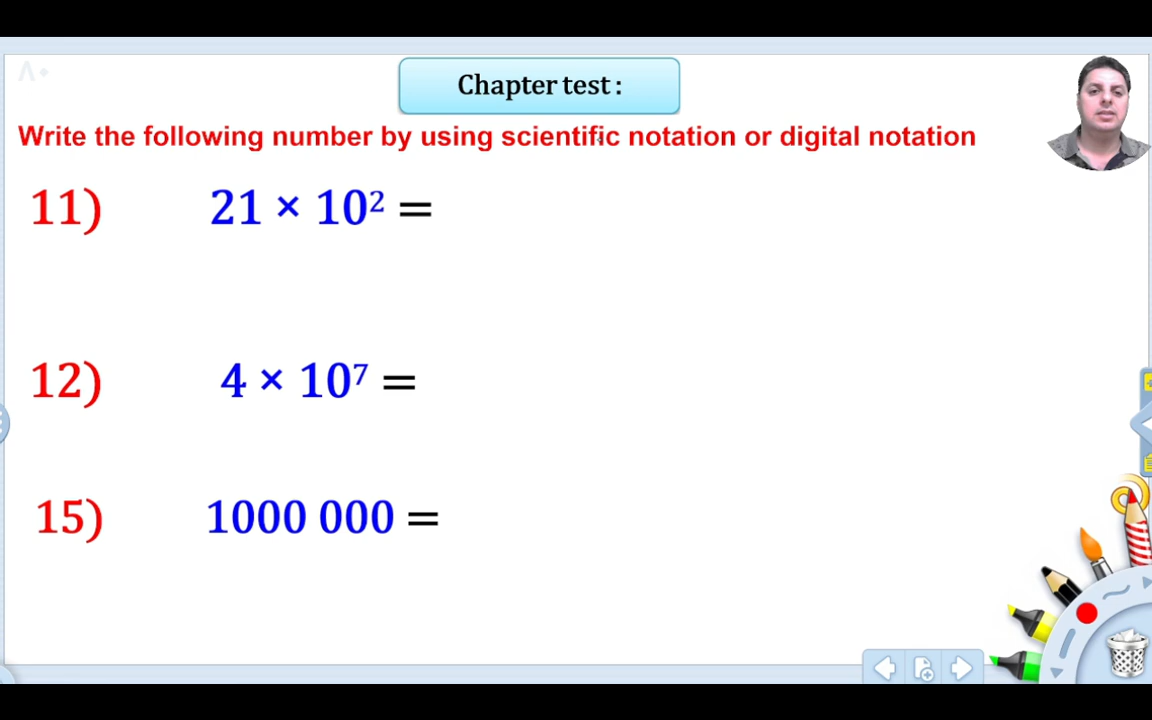 Chapter test :
Write the following number by using scientific notation or digital notation
11) 21 × 10² =
12) 4 × 10⁷ =
15) 1000 000 =